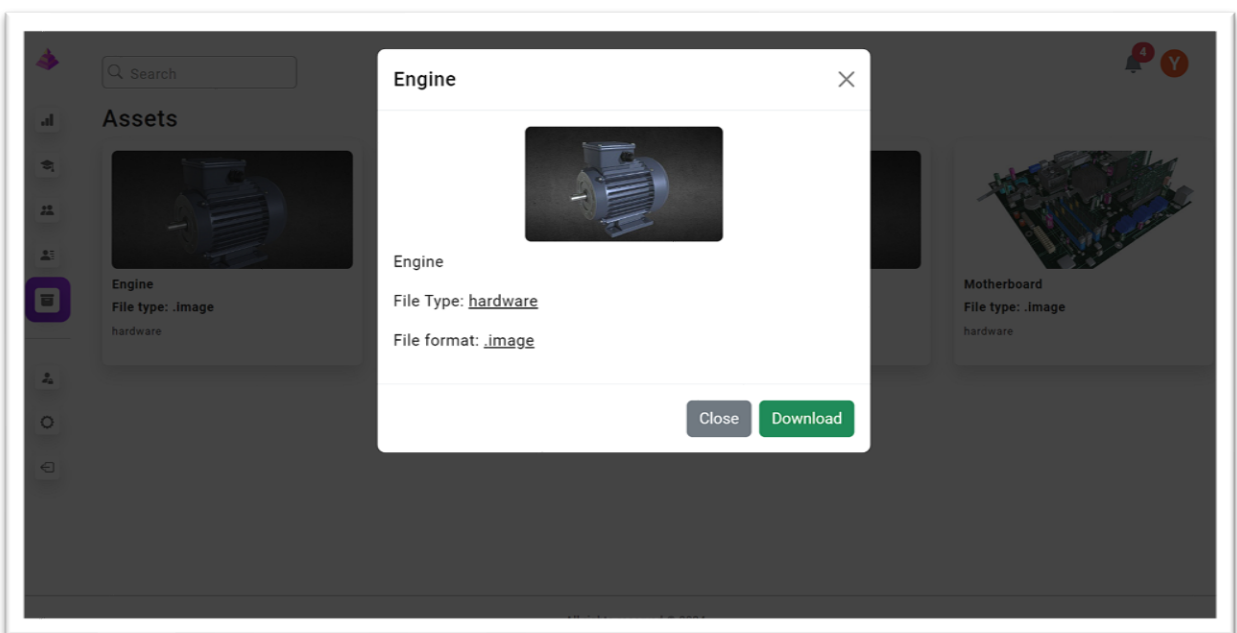 Search
4
Y
Assets
Engine
File type: .image
hardware
Engine
Engine
File Type: hardware
File format: .image
Close
Download
Motherboard
File type: .image
hardware